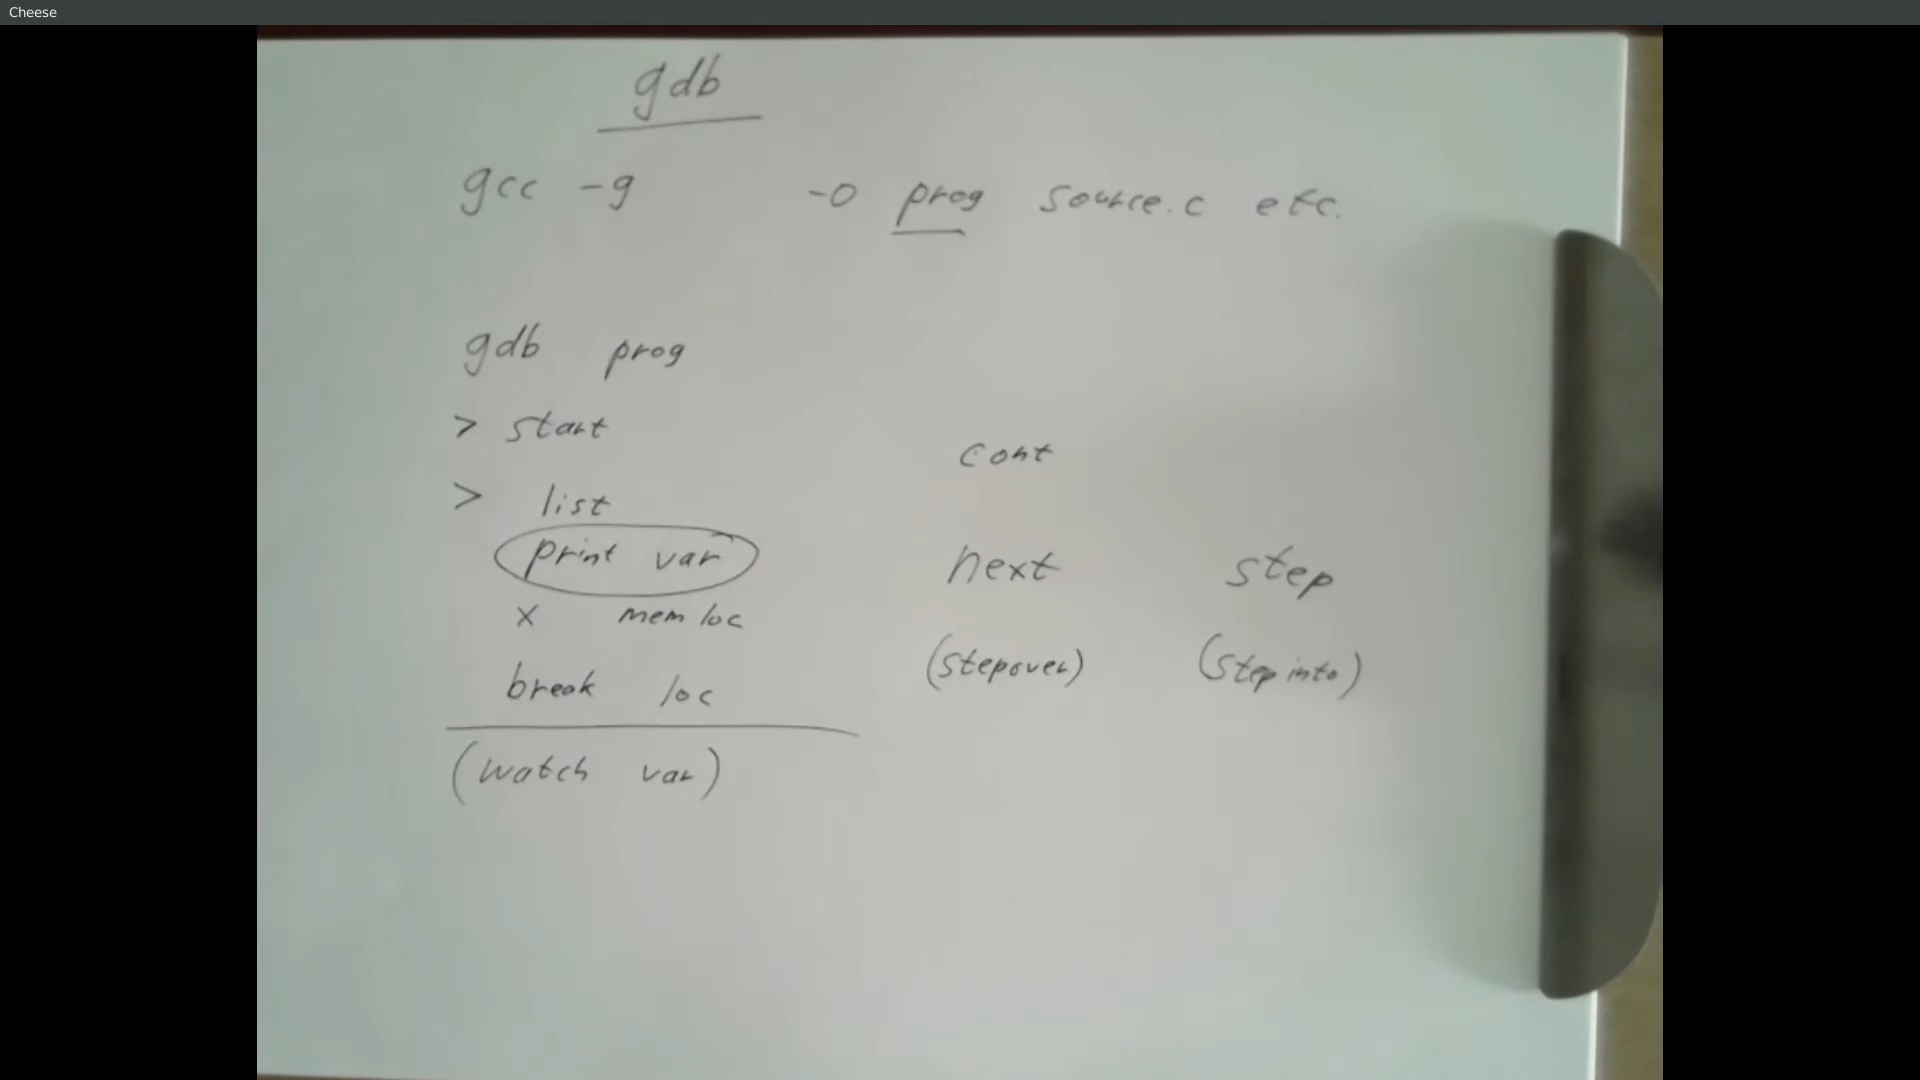 Cheese
gdb
gcc -g -o prog source.c etc.
gdb prog
> start
cont
> list
print var
next step
x mem loc
(stepover) (step into)
break loc
(watch var)